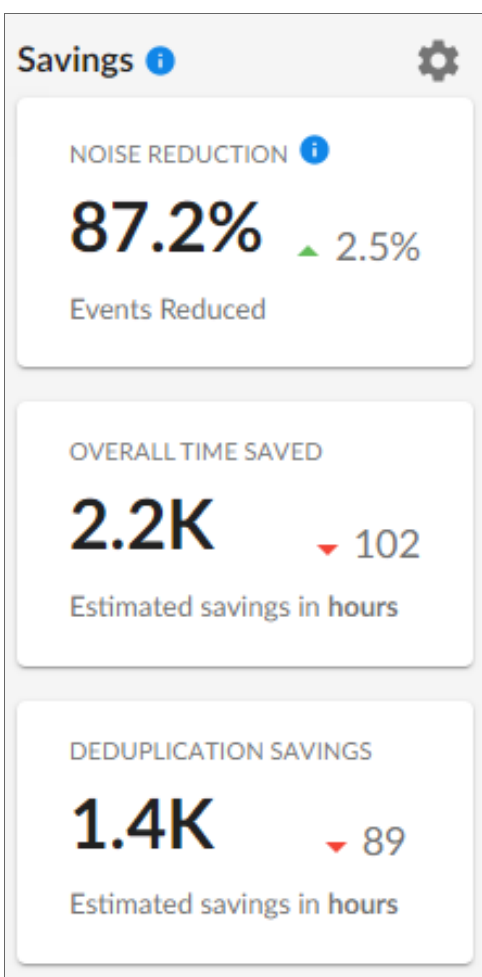 Savings
NOISE REDUCTION
87.2% 2.5%
Events Reduced
OVERALL TIME SAVED
2.2K 102
Estimated savings in hours
DEDUPLICATION SAVINGS
1.4K 89
Estimated savings in hours